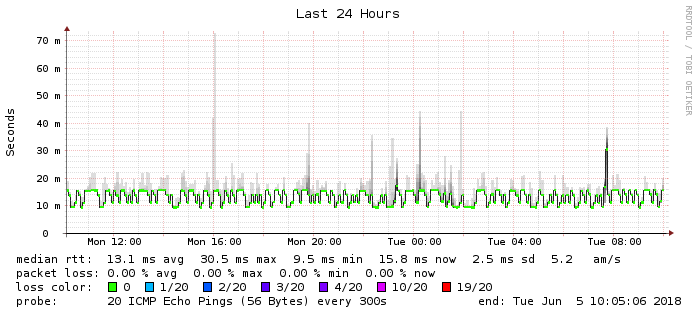 Last 24 Hours
RRDTOOL / TOBI OETIKER
Seconds
70 m
60 m
50 m
40 m
30 m
20 m
10 m
0
Mon 12:00 Mon 16:00 Mon 20:00 Tue 00:00 Tue 04:00 Tue 08:00
median rtt: 13.1 ms avg 30.5 ms max 9.5 ms min 15.8 ms now 2.5 ms sd 5.2 am/s
packet loss: 0.00 % avg 0.00 % max 0.00 % min 0.00 % now
loss color: 0 1/20 2/20 3/20 4/20 10/20 19/20
probe: 20 ICMP Echo Pings (56 Bytes) every 300s end: Tue Jun 5 10:05:06 2018